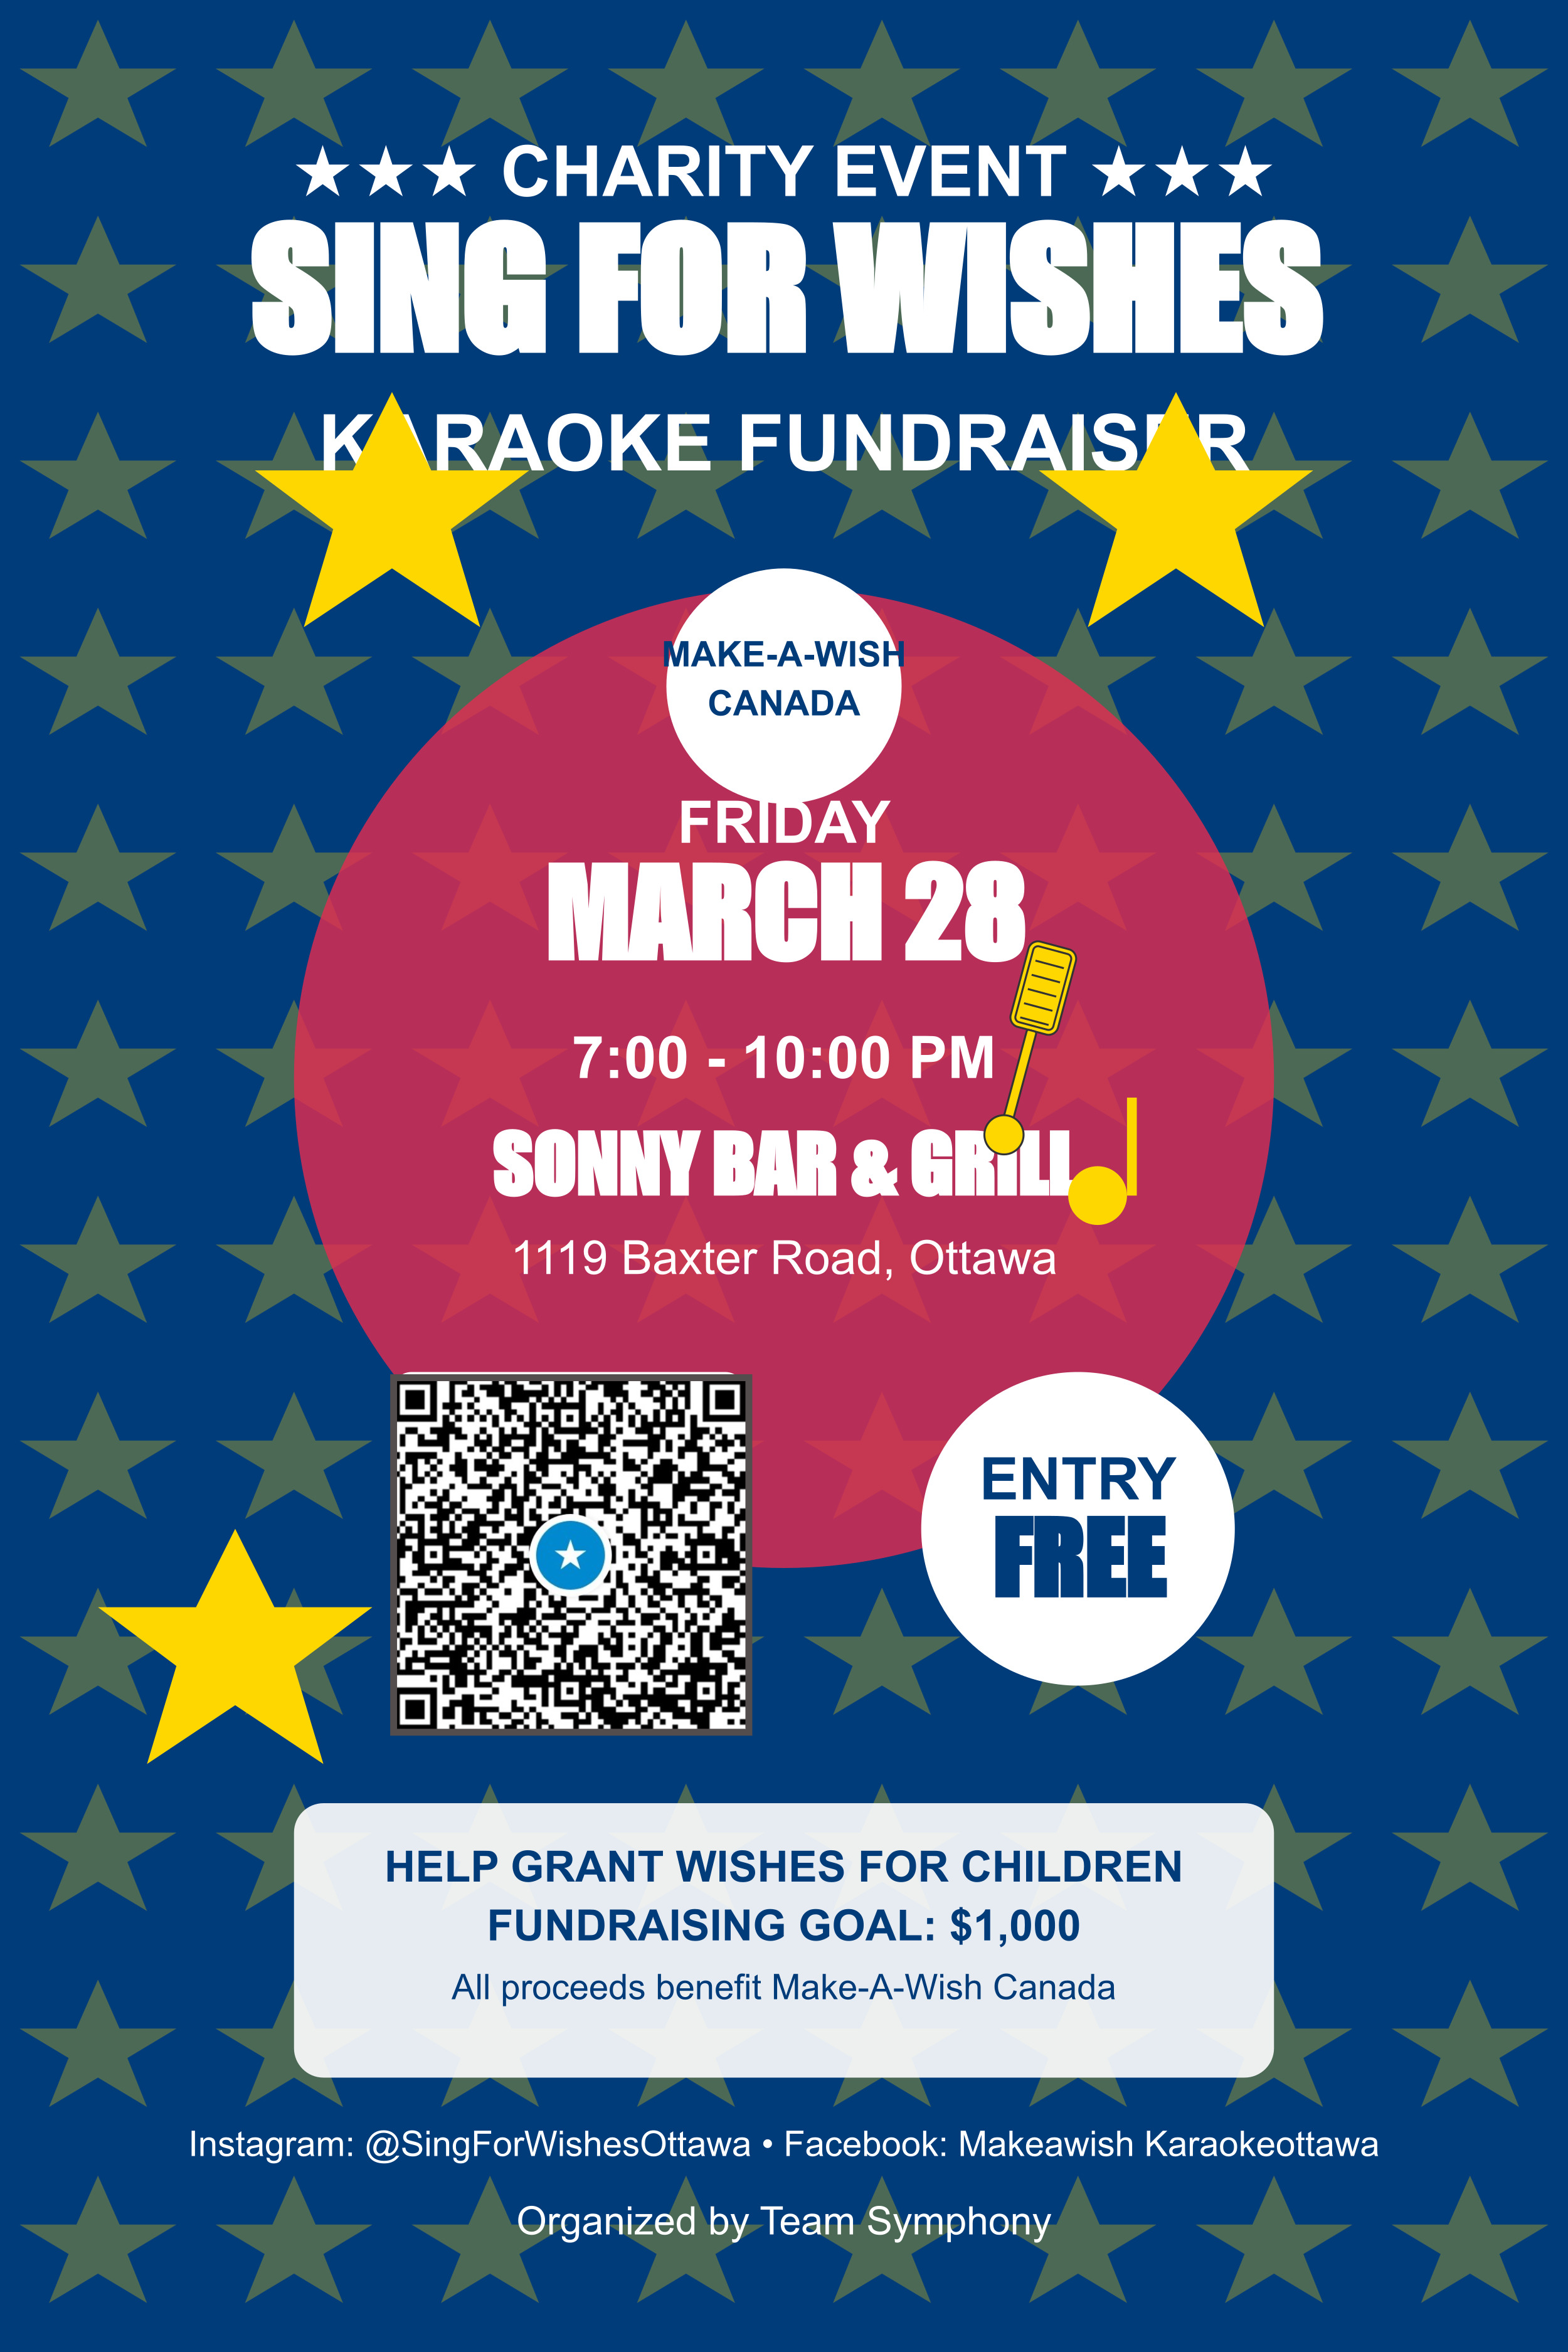 ★★★ CHARITY EVENT ★★★
SING FOR WISHES
KARAOKE FUNDRAISER
MAKE-A-WISH
CANADA
FRIDAY
MARCH 28
7:00 - 10:00 PM
SONNY BAR & GRILL
1119 Baxter Road, Ottawa
ENTRY
FREE
HELP GRANT WISHES FOR CHILDREN
FUNDRAISING GOAL: $1,000
All proceeds benefit Make-A-Wish Canada
Instagram: @SingForWishesOttawa • Facebook: Makeawish Karaokeottawa
Organized by Team Symphony